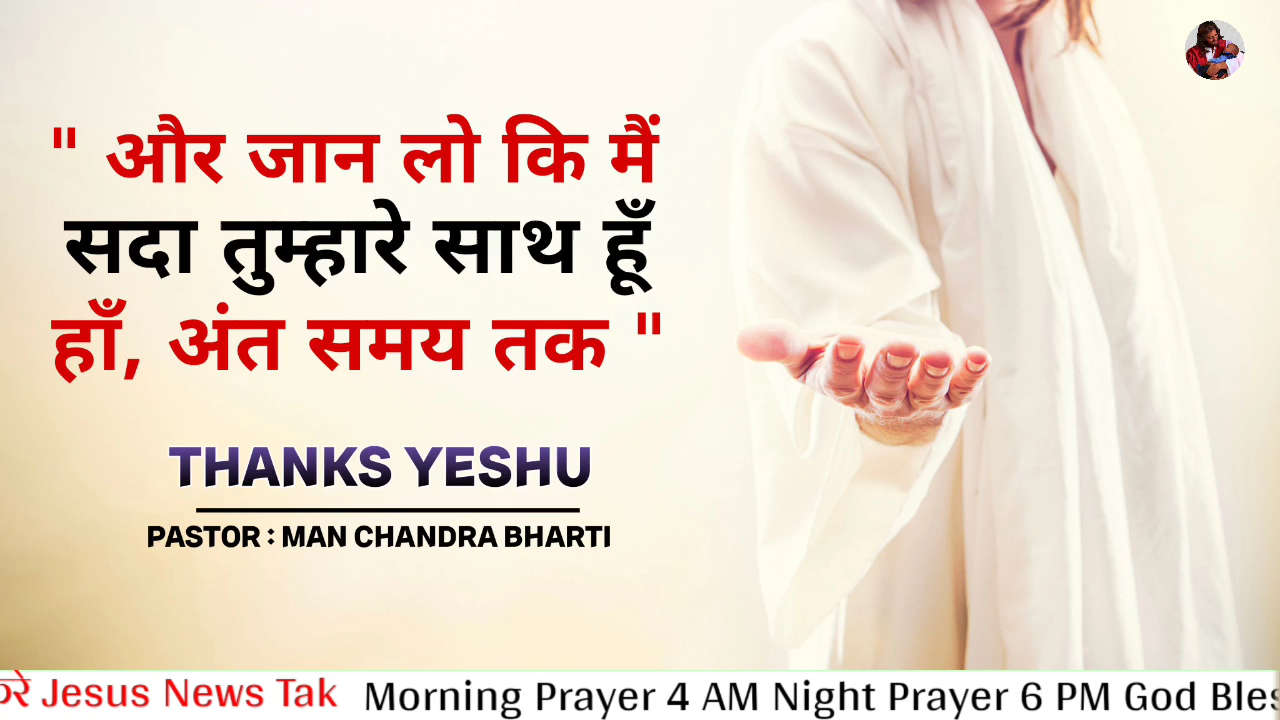 " और जान लो कि मैं
सदा तुम्हारे साथ हूँ
हाँ, अंत समय तक "
THANKS YESHU
PASTOR : MAN CHANDRA BHARTI
Jesus News Tak Morning Prayer 4 AM Night Prayer 6 PM God